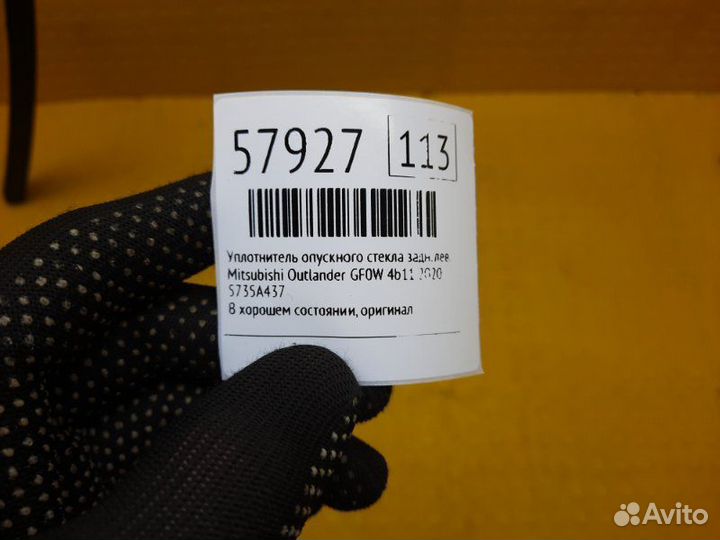 57927 113
Уплотнитель опускного стекла задн.лев.
Mitsubishi Outlander GF0W 4b11 2020
5735A437
В хорошем состоянии, оригинал
Avito